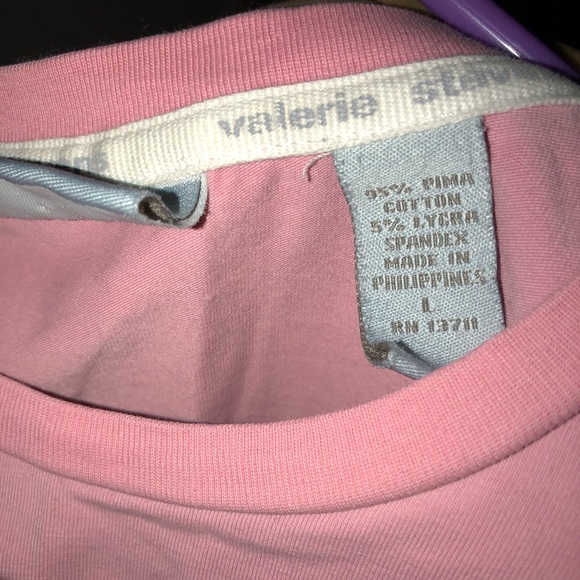 valerie
95% PIMA
COTTON
5% LYCRA
SPANDEX
MADE IN
PHILIPPINES
L
RN 13711